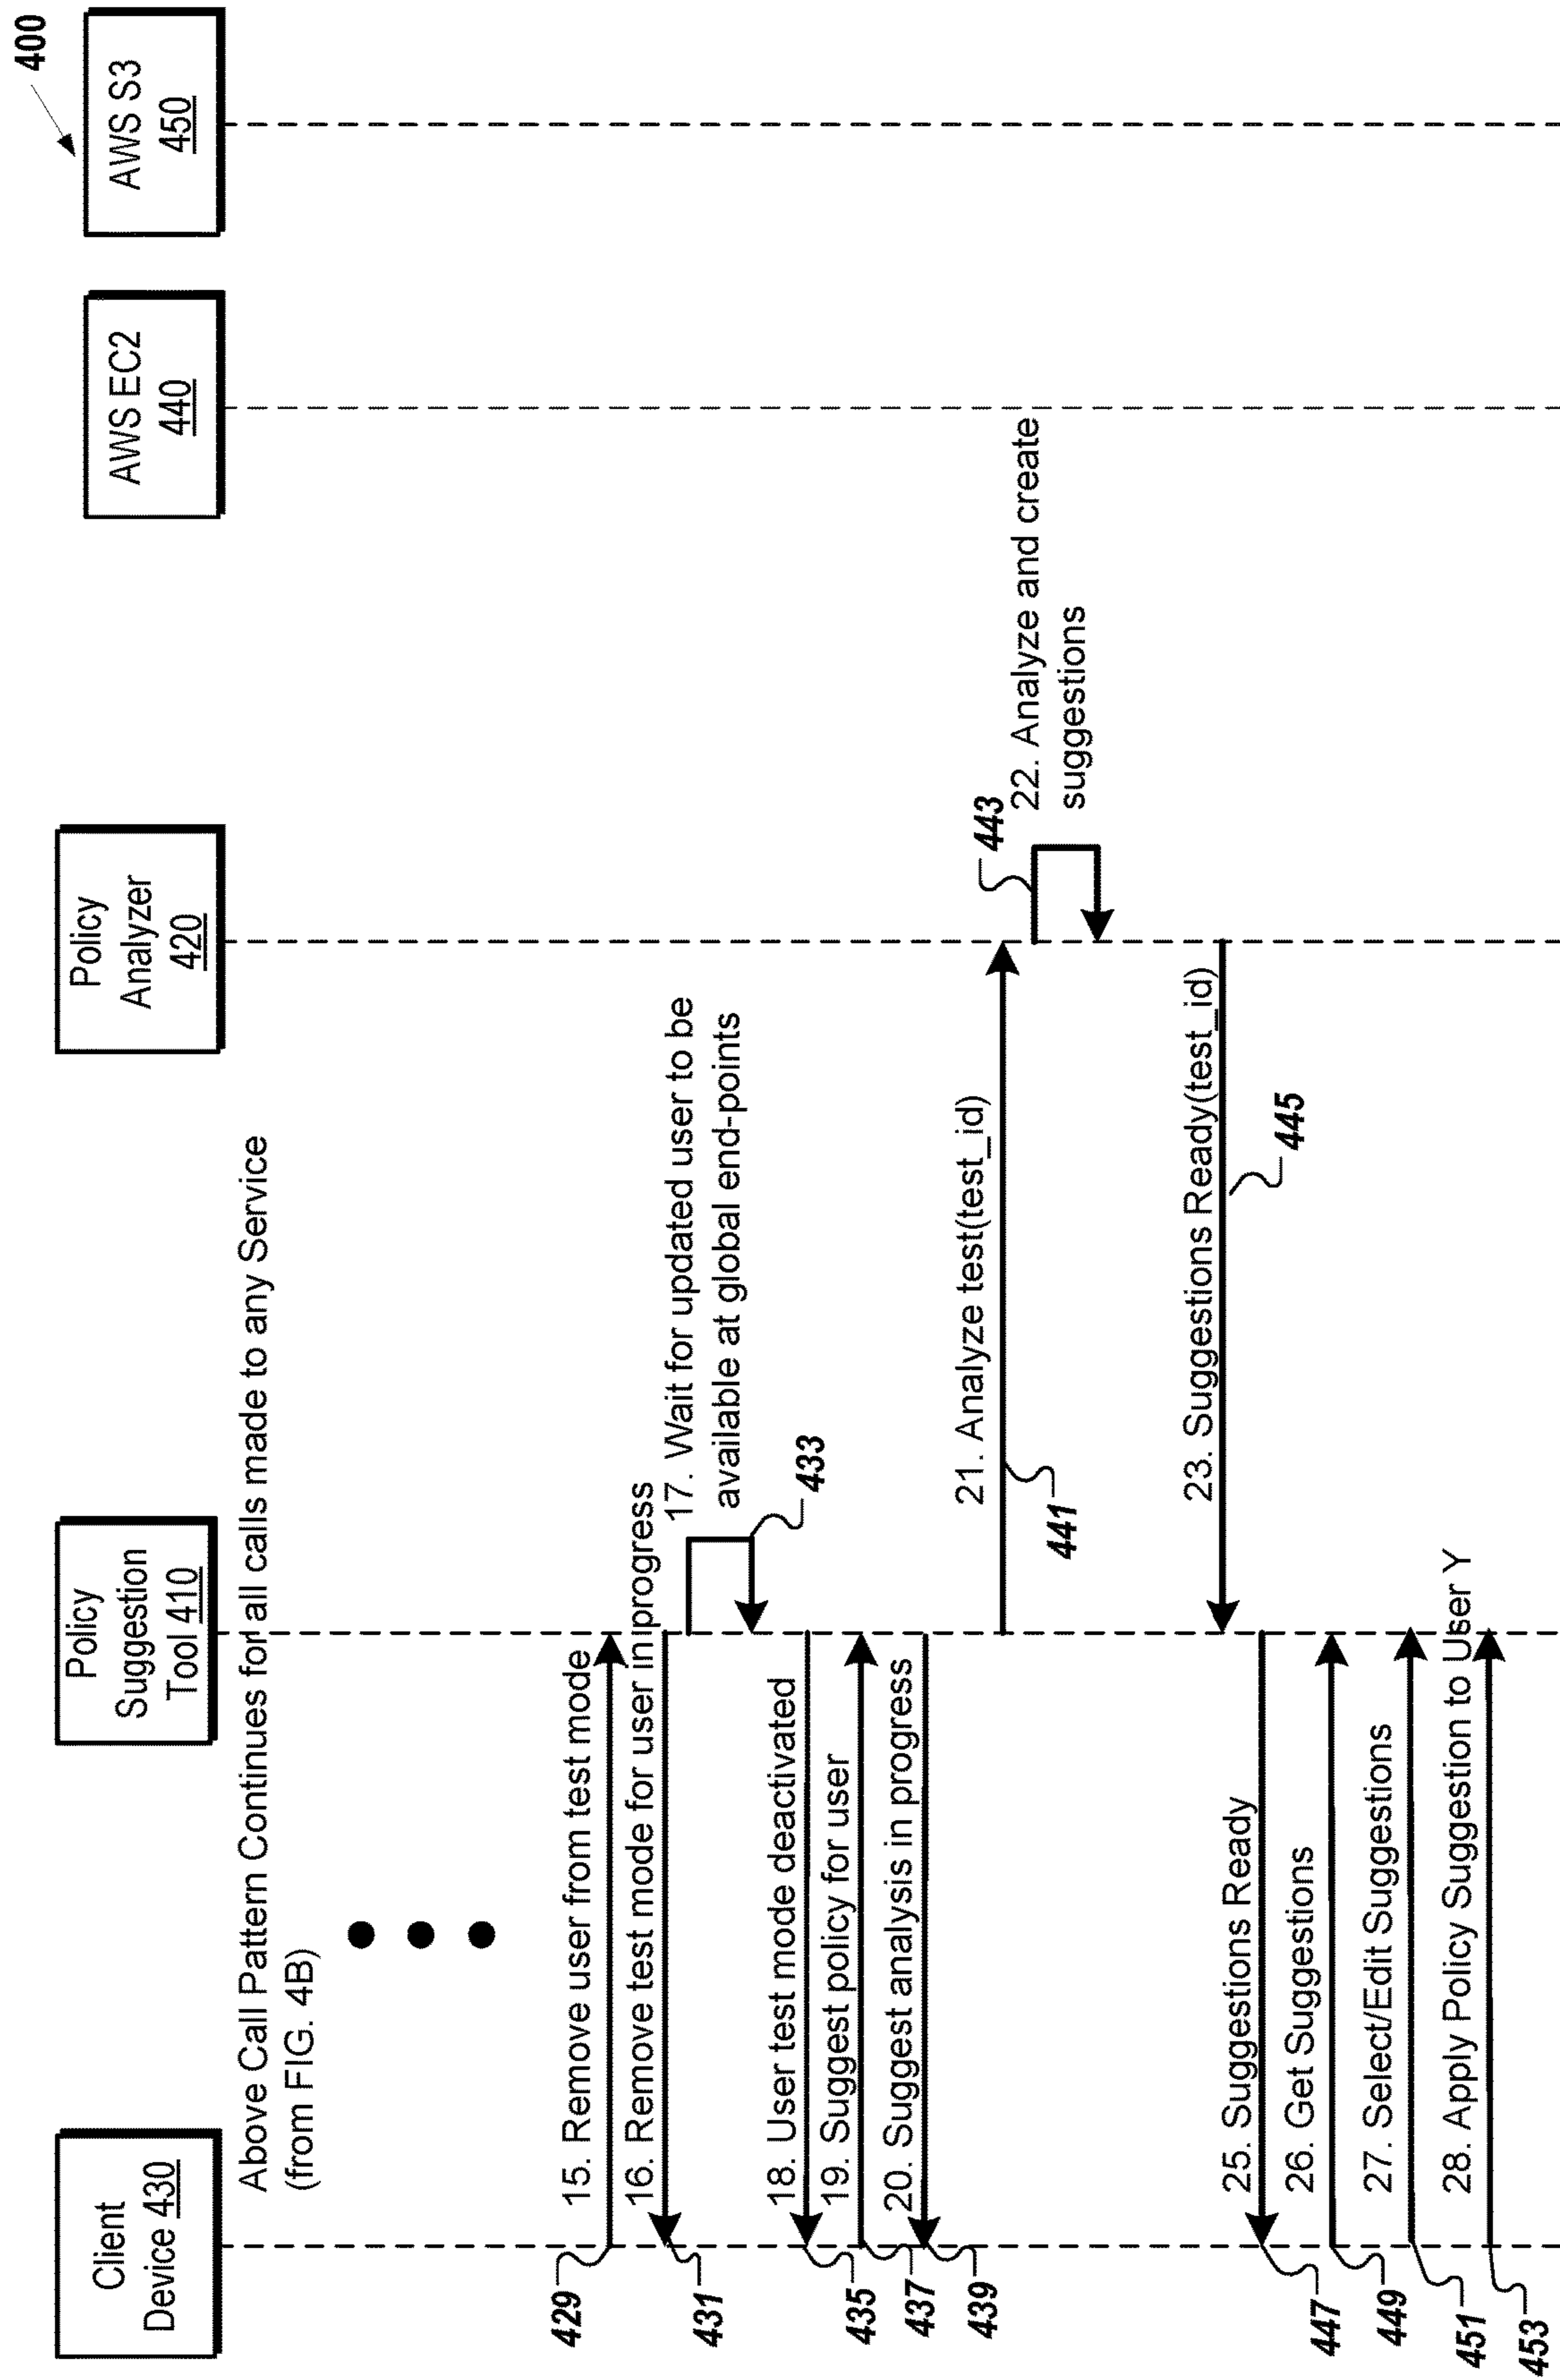 400
Client
Device 430
Policy
Suggestion
Tool 410
Policy
Analyzer
420
AWS EC2
440
AWS S3
450
Above Call Pattern Continues for all calls made to any Service
(from FIG. 4B)
15. Remove user from test mode
429
16. Remove test mode for user in progress
431
17. Wait for updated user to be
available at global end-points
433
18. User test mode deactivated
435
19. Suggest policy for user
437
20. Suggest analysis in progress
439
21. Analyze test(test_id)
441
443
22. Analyze and create
suggestions
23. Suggestions Ready(test_id)
445
25. Suggestions Ready
447
26. Get Suggestions
449
27. Select/Edit Suggestions
451
28. Apply Policy Suggestion to User Y
453